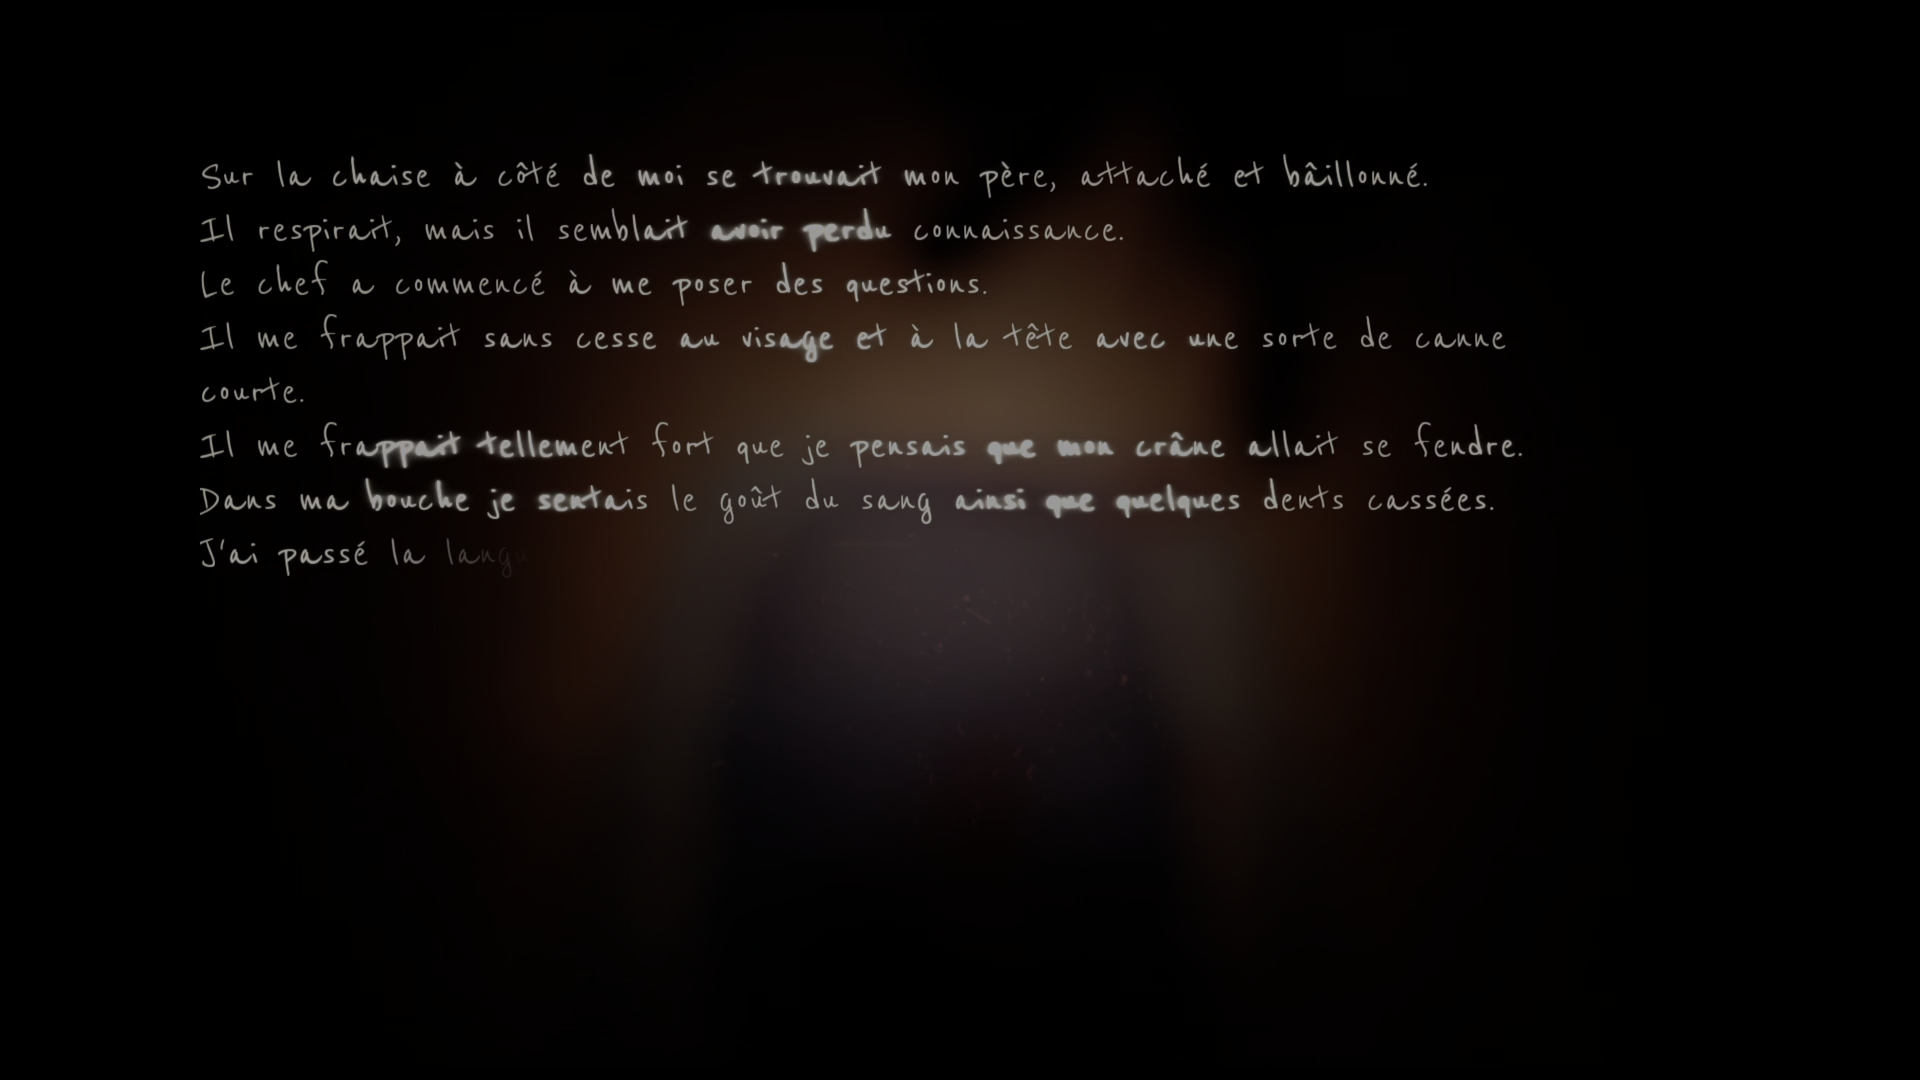 Sur la chaise à côté de moi se trouvait mon père, attaché et bâillonné.
Il respirait, mais il semblait avoir perdu connaissance.
Le chef a commencé à me poser des questions.
Il me frappait sans cesse au visage et à la tête avec une sorte de canne
courte.
Il me frappait tellement fort que je pensais que mon crâne allait se fendre.
Dans ma bouche je sentais le goût du sang ainsi que quelques dents cassées.
J'ai passé la langu